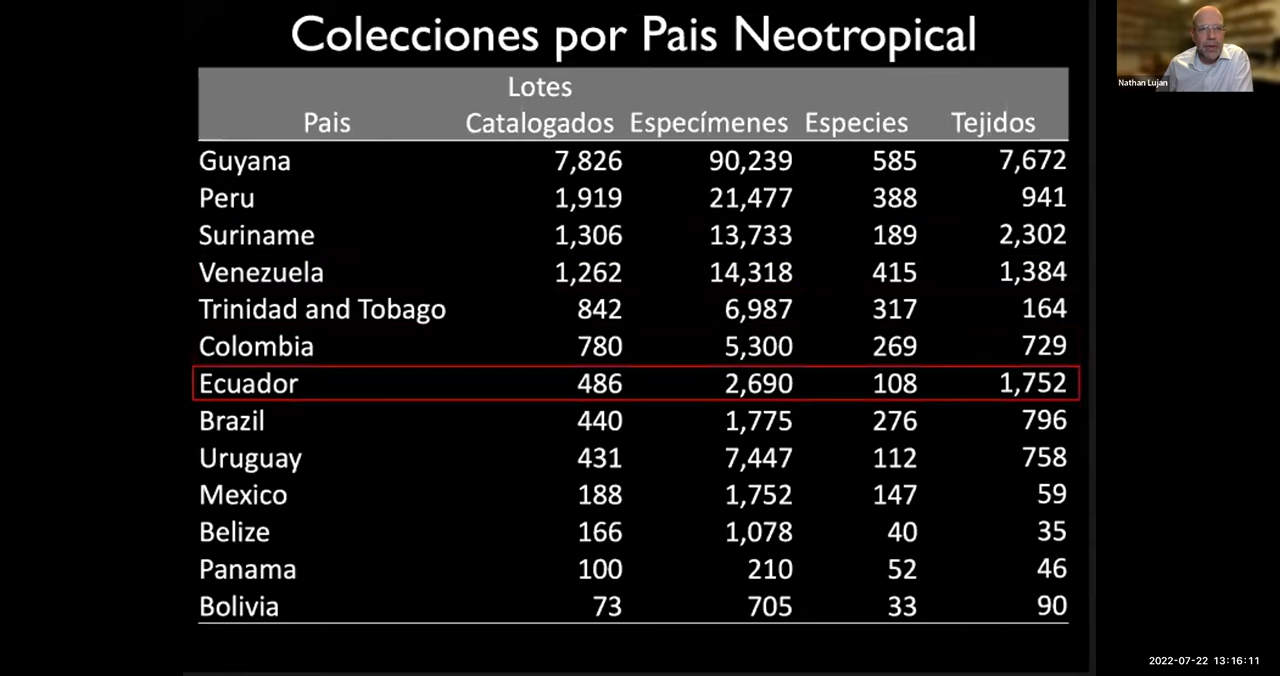 Colecciones por Pais Neotropical
Lotes
Pais Catalogados Especímenes Especies Tejidos
Guyana 7,826 90,239 585 7,672
Peru 1,919 21,477 388 941
Suriname 1,306 13,733 189 2,302
Venezuela 1,262 14,318 415 1,384
Trinidad and Tobago 842 6,987 317 164
Colombia 780 5,300 269 729
Ecuador 486 2,690 108 1,752
Brazil 440 1,775 276 796
Uruguay 431 7,447 112 758
Mexico 188 1,752 147 59
Belize 166 1,078 40 35
Panama 100 210 52 46
Bolivia 73 705 33 90
Nathan Lujan
2022-07-22 13:16:11